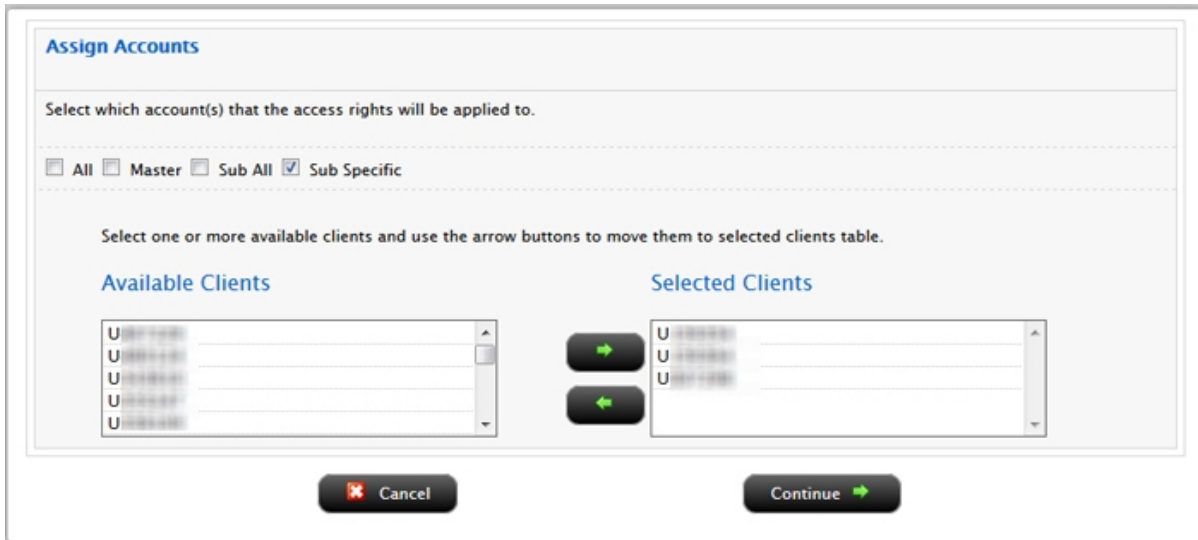 Assign Accounts
Select which account(s) that the access rights will be applied to.
All Master Sub All Sub Specific
Select one or more available clients and use the arrow buttons to move them to selected clients table.
Available Clients Selected Clients
U U
U U
U U
U
U
Cancel Continue